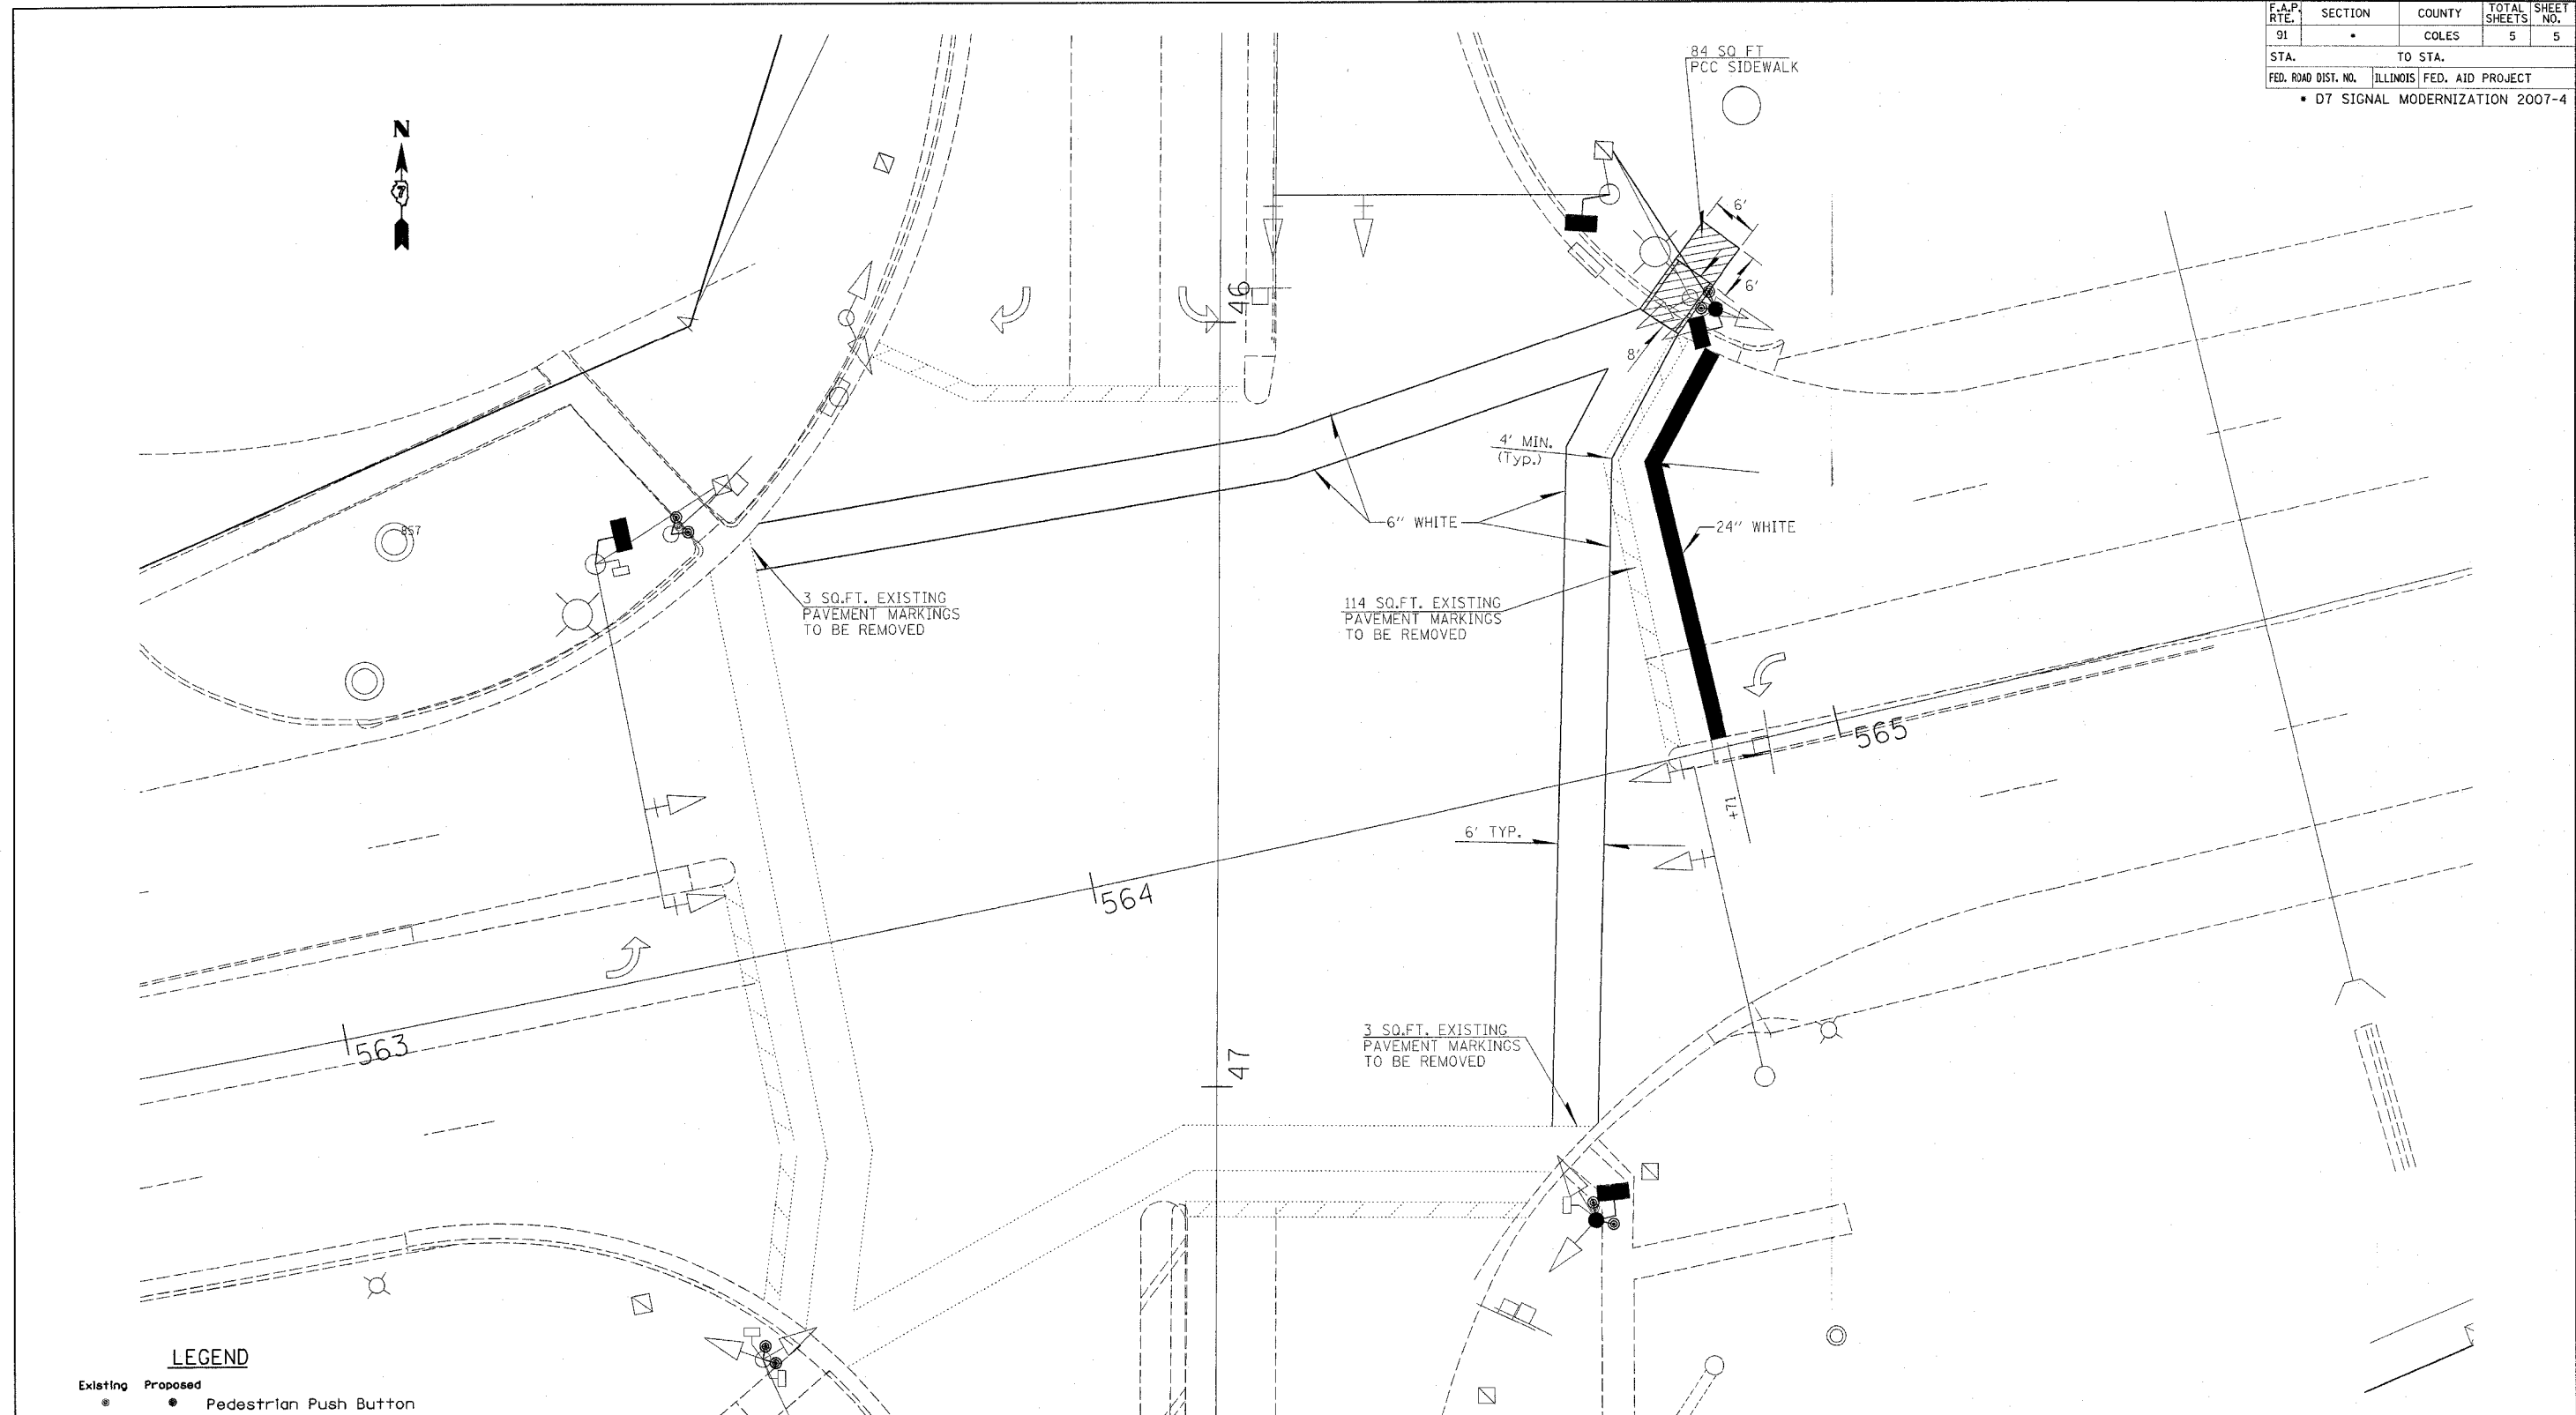 F.A.P. RTE. SECTION COUNTY TOTAL SHEETS SHEET NO.
91 • COLES 5 5
STA. TO STA.
FED. ROAD DIST. NO. ILLINOIS FED. AID PROJECT
• D7 SIGNAL MODERNIZATION 2007-4
84 SQ FT
PCC SIDEWALK
N
7
6'
6'
8'
46
4' MIN.
(Typ.)
6" WHITE
24" WHITE
857
3 SQ.FT. EXISTING
PAVEMENT MARKINGS
TO BE REMOVED
114 SQ.FT. EXISTING
PAVEMENT MARKINGS
TO BE REMOVED
565
+71
6' TYP.
564
563
47
3 SQ.FT. EXISTING
PAVEMENT MARKINGS
TO BE REMOVED
LEGEND
Existing Proposed
Pedestrian Push Button